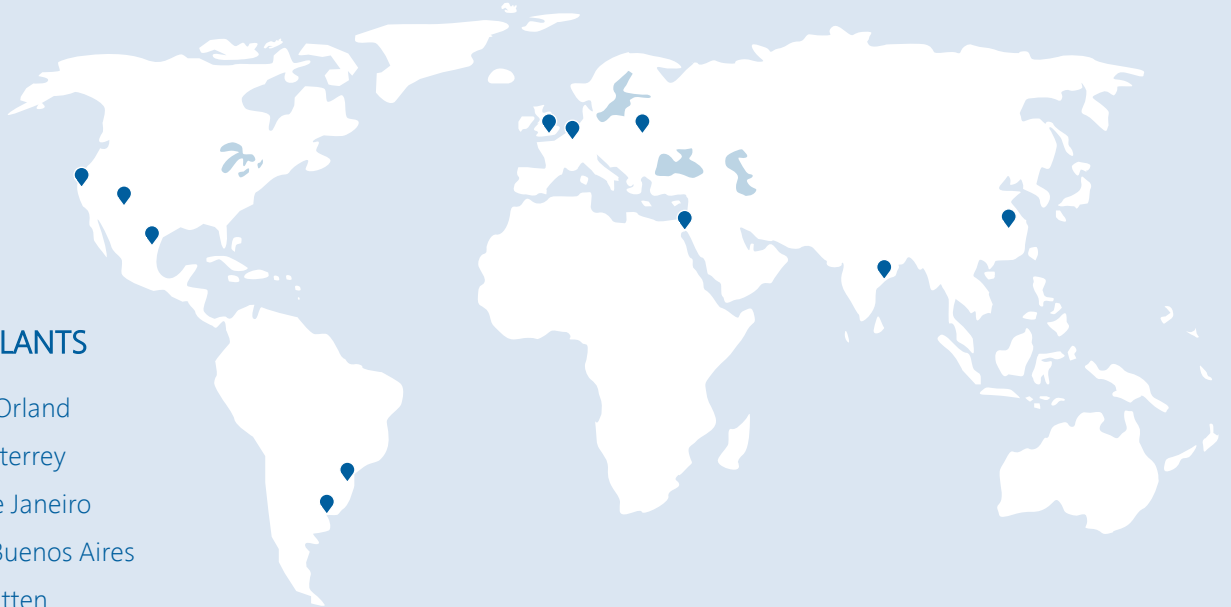 LANTS
Orland
terrey
e Janeiro
Buenos Aires
tten